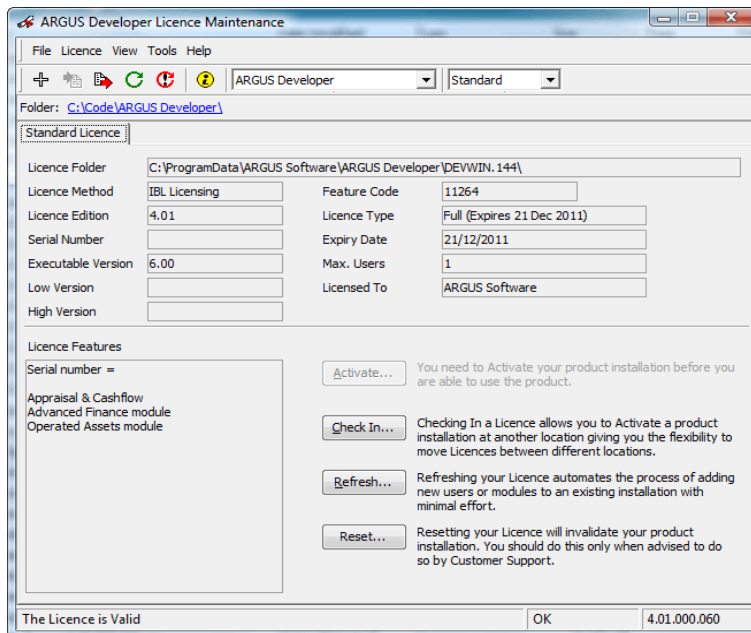 ARGUS Developer Licence Maintenance
File Licence View Tools Help
ARGUS Developer Standard
Folder: C:\Code\ARGUS Developer\
Standard Licence
Licence Folder C:\ProgramData\ARGUS Software\ARGUS Developer\DEVWIN.144\
Licence Method IBL Licensing Feature Code 11264
Licence Edition 4.01 Licence Type Full (Expires 21 Dec 2011)
Serial Number Expiry Date 21/12/2011
Executable Version 6.00 Max. Users 1
Low Version Licensed To ARGUS Software
High Version
Licence Features
Serial number =
Appraisal & Cashflow
Advanced Finance module
Operated Assets module
Activate... You need to Activate your product installation before you
are able to use the product.
Check In... Checking In a Licence allows you to Activate a product
installation at another location giving you the flexibility to
move Licences between different locations.
Refresh... Refreshing your Licence automates the process of adding
new users or modules to an existing installation with
minimal effort.
Reset... Resetting your Licence will invalidate your product
installation. You should do this only when advised to do
so by Customer Support.
The Licence is Valid OK 4.01.000.060